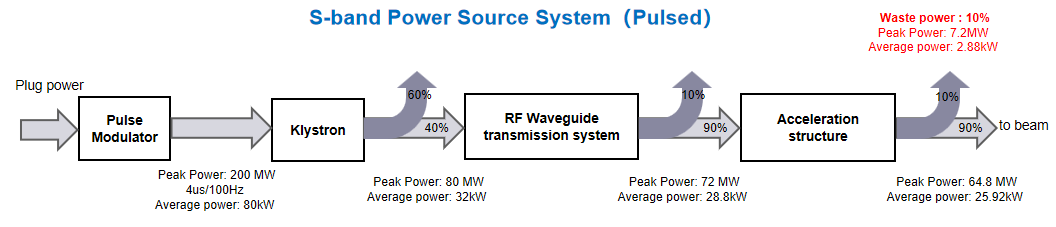 S-band Power Source System（Pulsed）
Waste power : 10%
Peak Power: 7.2MW
Average power: 2.88kW
Plug power
Pulse
Modulator
Klystron
60%
40%
RF Waveguide
transmission system
10%
90%
Acceleration
structure
10%
90%
to beam
Peak Power: 200 MW
4us/100Hz
Average power: 80kW
Peak Power: 80 MW
Average power: 32kW
Peak Power: 72 MW
Average power: 28.8kW
Peak Power: 64.8 MW
Average power: 25.92kW